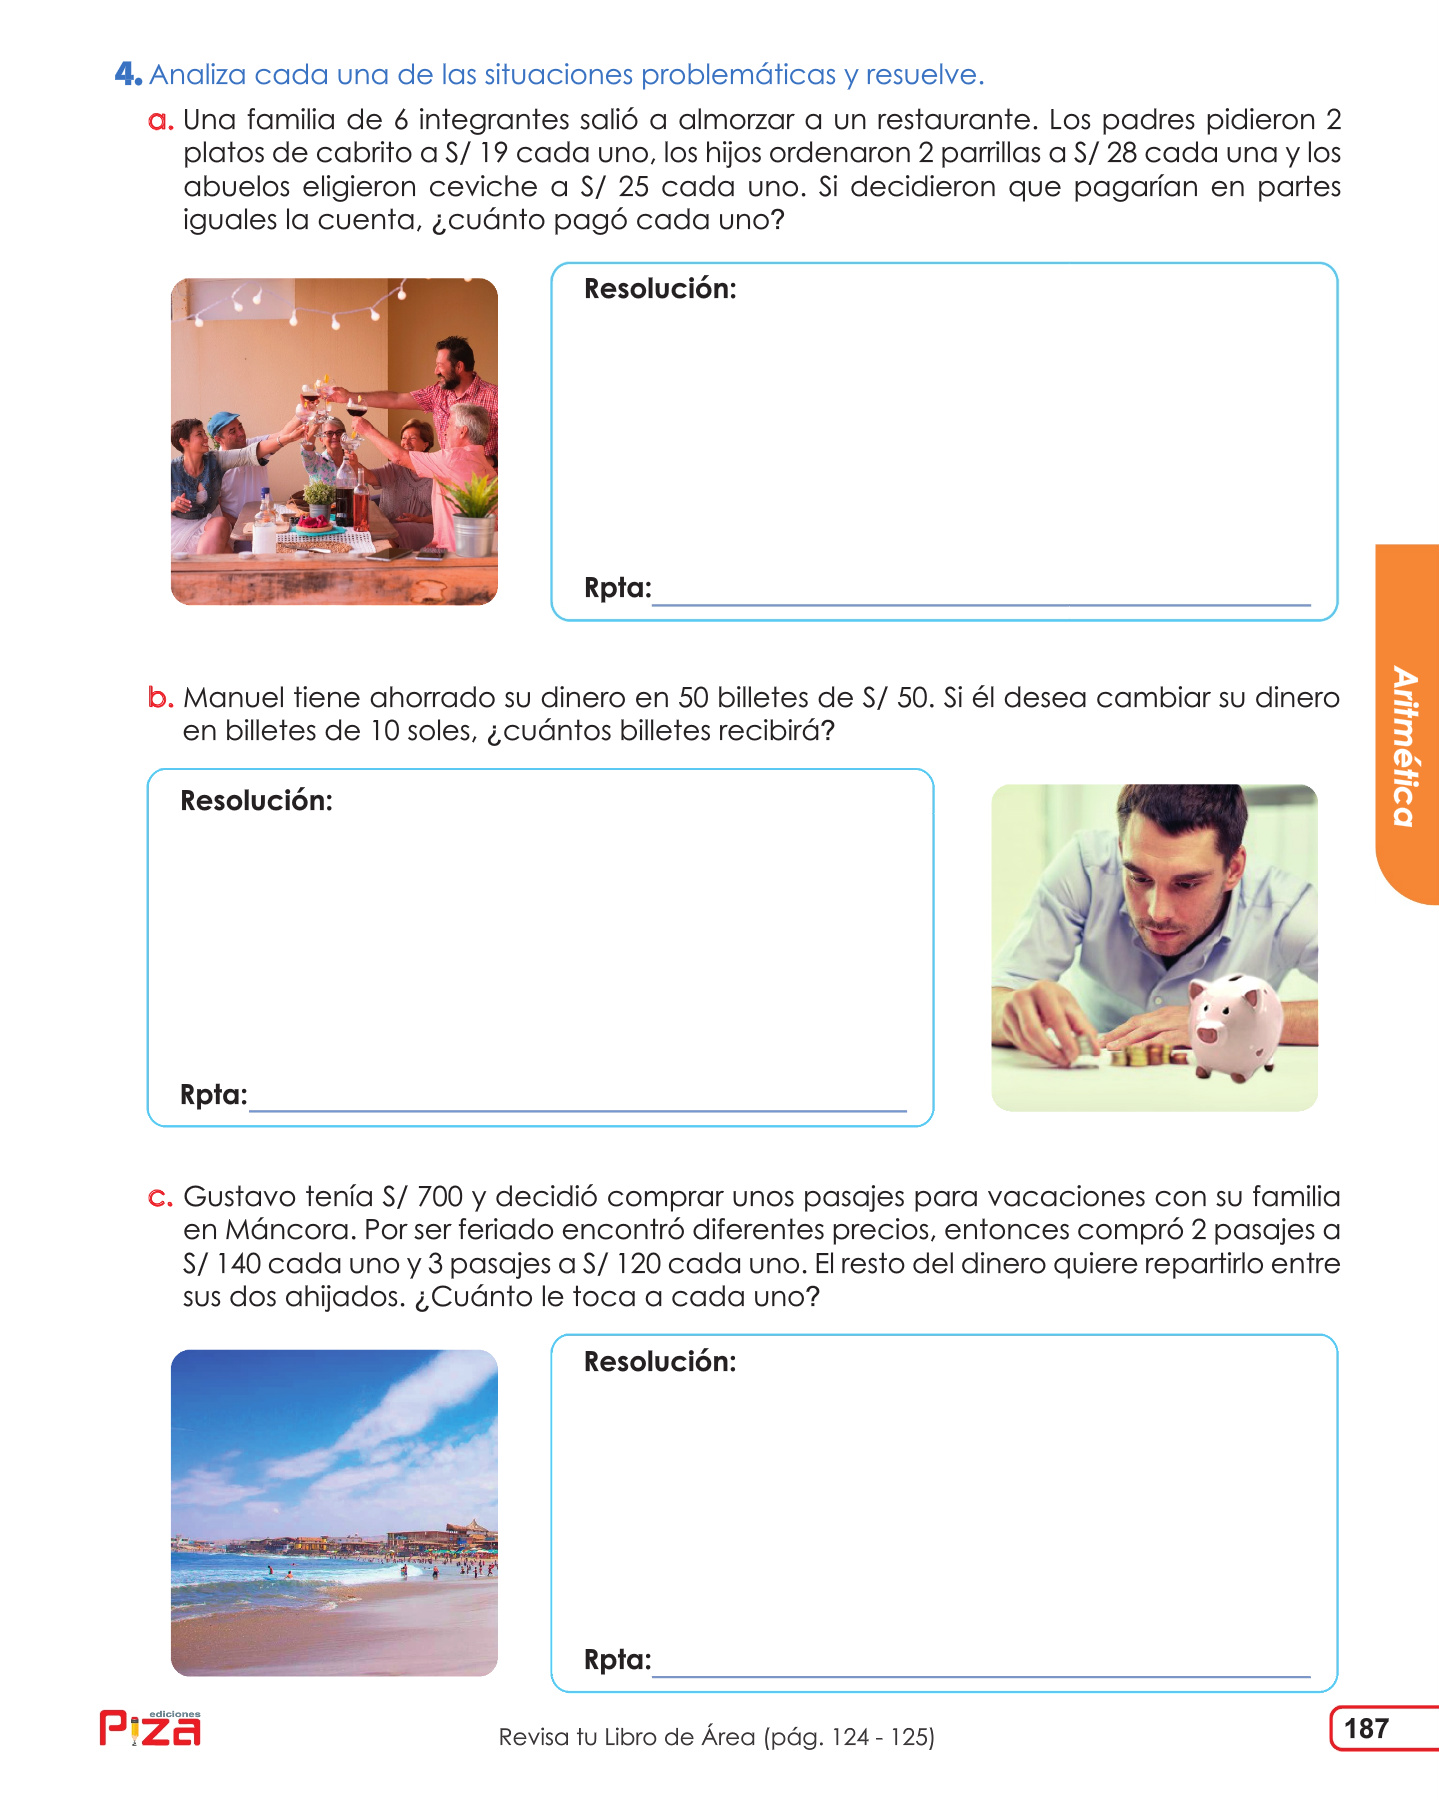 4. Analiza cada una de las situaciones problemáticas y resuelve.
a. Una familia de 6 integrantes salió a almorzar a un restaurante. Los padres pidieron 2
platos de cabrito a S/ 19 cada uno, los hijos ordenaron 2 parrillas a S/ 28 cada una y los
abuelos eligieron ceviche a S/ 25 cada uno. Si decidieron que pagarían en partes
iguales la cuenta, ¿cuánto pagó cada uno?
Resolución:
Rpta:
b. Manuel tiene ahorrado su dinero en 50 billetes de S/ 50. Si él desea cambiar su dinero
en billetes de 10 soles, ¿cuántos billetes recibirá?
Resolución:
Rpta:
Aritmética
c. Gustavo tenía S/ 700 y decidió comprar unos pasajes para vacaciones con su familia
en Máncora. Por ser feriado encontró diferentes precios, entonces compró 2 pasajes a
S/ 140 cada uno y 3 pasajes a S/ 120 cada uno. El resto del dinero quiere repartirlo entre
sus dos ahijados. ¿Cuánto le toca a cada uno?
Resolución:
Rpta:
ediciones
Piza
Revisa tu Libro de Área (pág. 124 - 125)
187